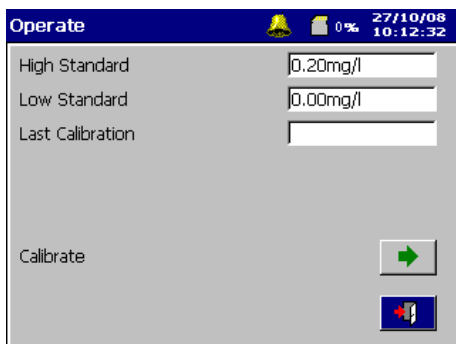 Operate 0% 27/10/08
10:12:32
High Standard 0.20mg/l
Low Standard 0.00mg/l
Last Calibration
Calibrate